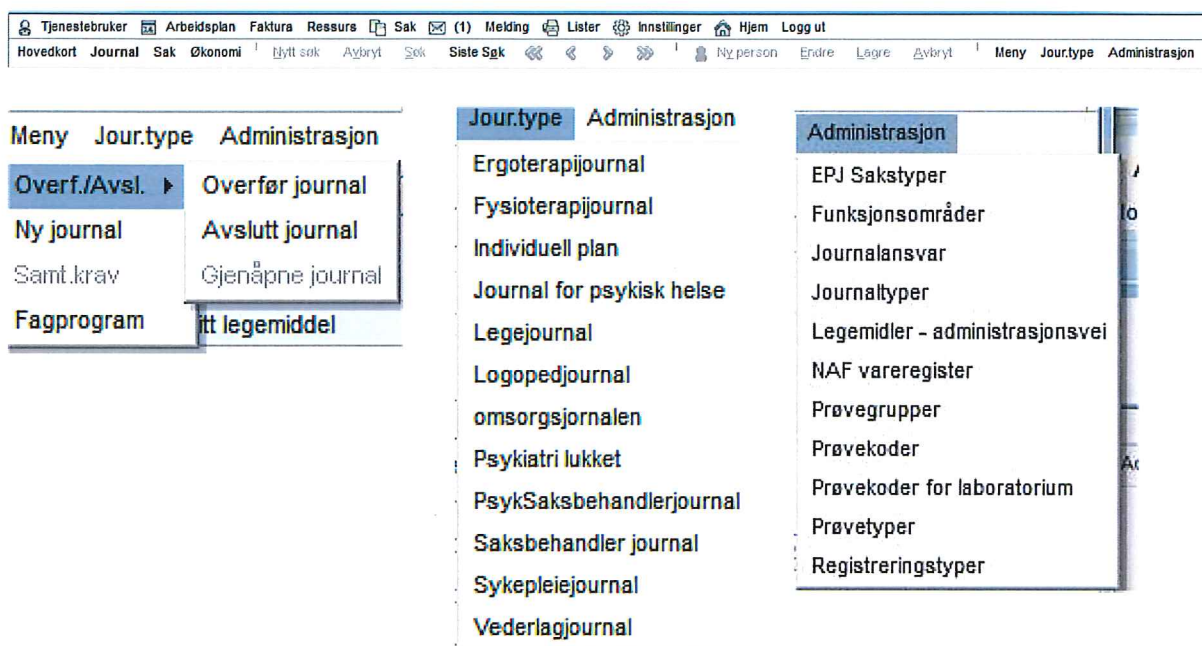 Tjenestebruker Arbeidsplan Faktura Ressurs Sak (1) Melding Lister Innstillinger Hjem Logg ut
Hovedkort Journal Sak Økonomi Nytt søk Avbryt Søk Siste Søk Ny person Endre Lagre Avbryt Meny Jour.type Administrasjon
Meny Jour.type Administrasjon
Overf./Avsl. Overfør journal
Ny journal Avslutt journal
Samt.krav Gjenåpne journal
Fagprogram itt legemiddel
Jour.type Administrasjon
Ergoterapijournal
Fysioterapijournal
Individuell plan
Journal for psykisk helse
Legejournal
Logopedjournal
omsorgsjornalen
Psykiatri lukket
PsykSaksbehandlerjournal
Saksbehandler journal
Sykepleiejournal
Vederlagjournal
Administrasjon
EPJ Sakstyper
Funksjonsområder
Journalansvar
Journaltyper
Legemidler - administrasjonsvei
NAF vareregister
Prøvegrupper
Prøvekoder
Prøvekoder for laboratorium
Prøvetyper
Registreringstyper